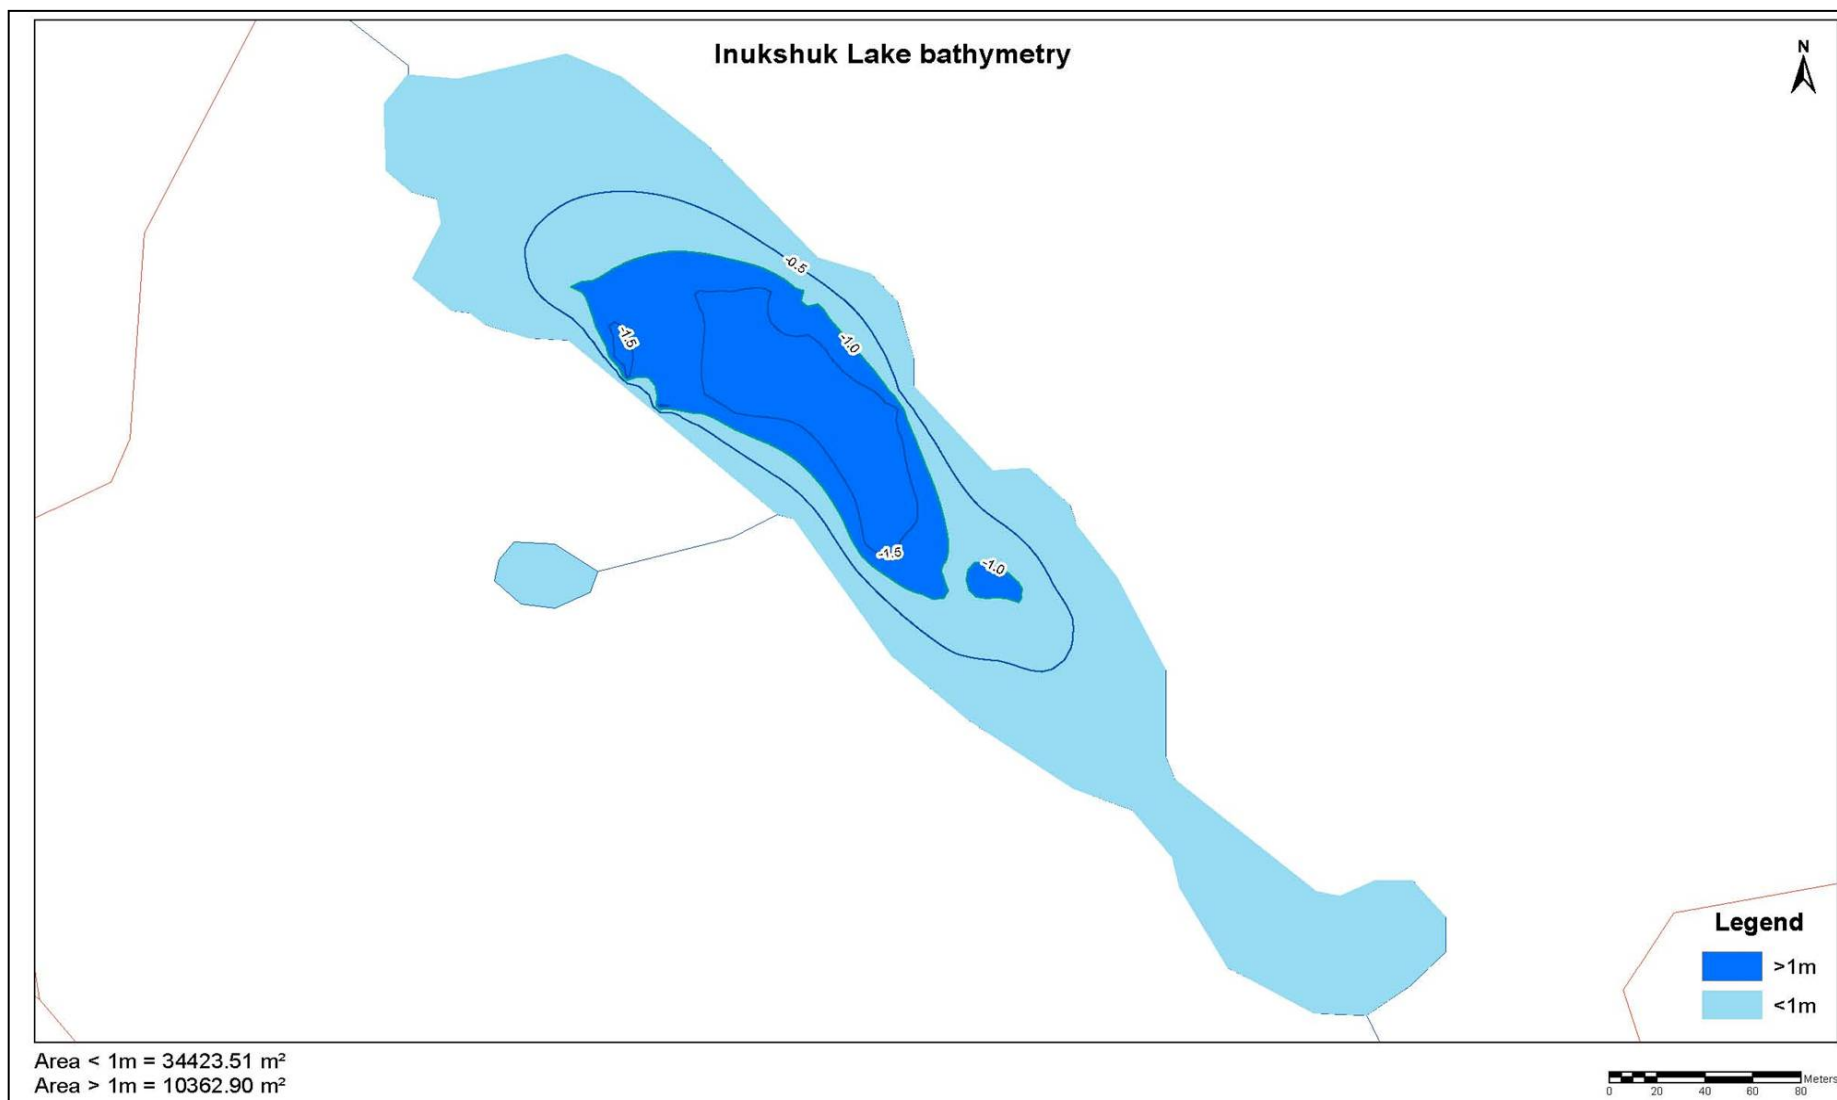 Inukshuk Lake bathymetry
N
-0.5
-1.0
-1.5
-1.5
-1.0
Legend
>1m
<1m
Area < 1m = 34423.51 m²
Area > 1m = 10362.90 m²
Meters
0 20 40 60 80